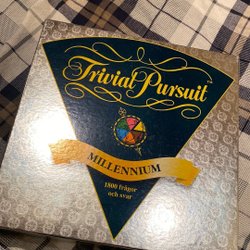 Trivial Pursuit
MILLENNIUM
1800 frågor
och svar